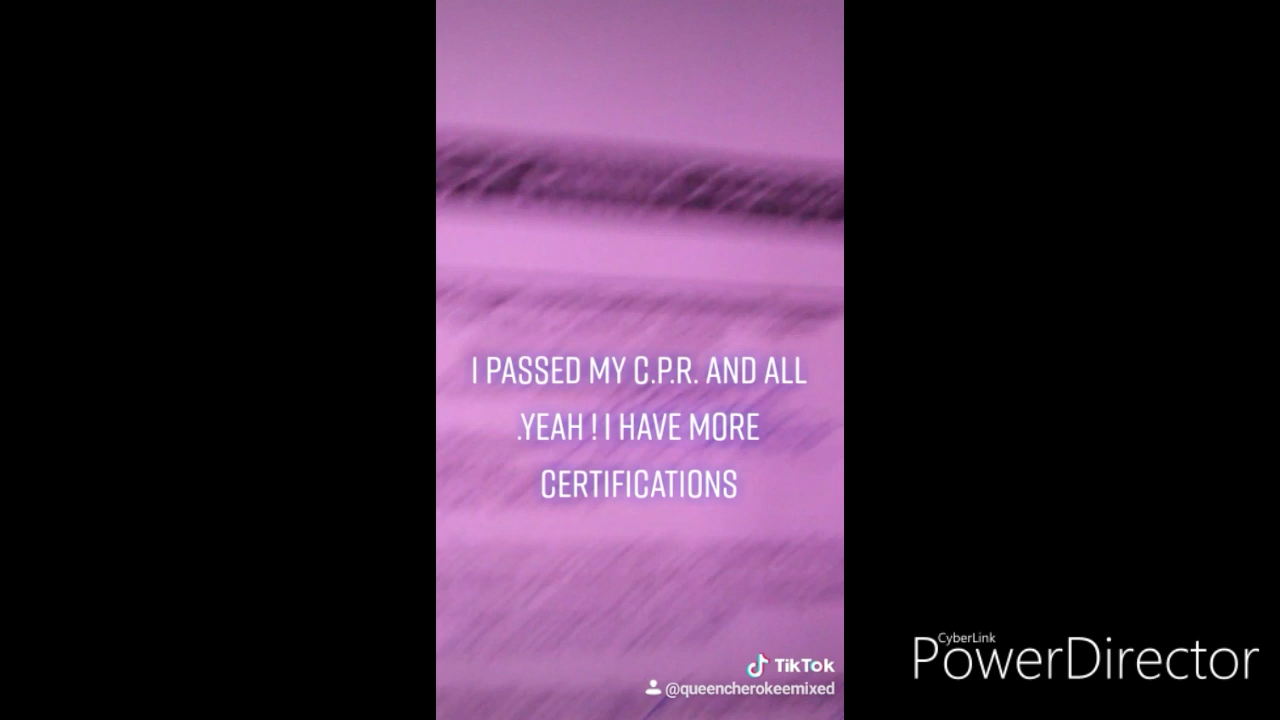 I PASSED MY C.P.R. AND ALL
.YEAH ! I HAVE MORE
CERTIFICATIONS
TikTok
@queencherokeemixed
CyberLink
PowerDirector